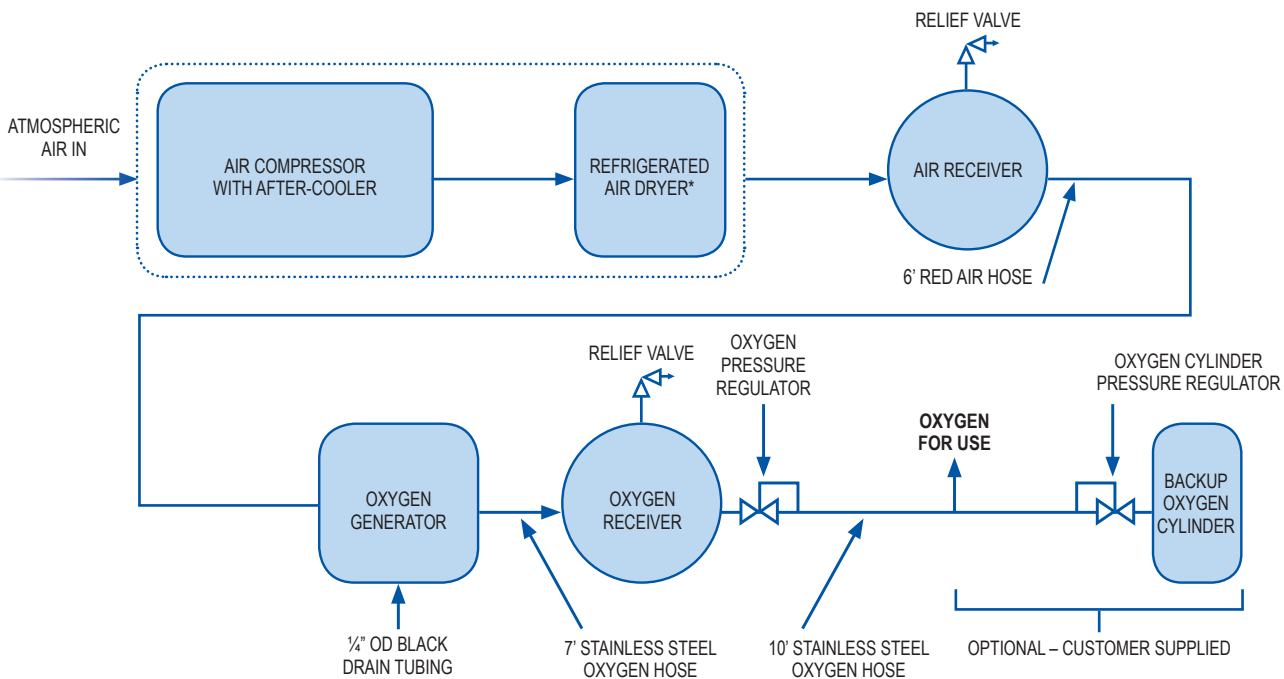 RELIEF VALVE
ATMOSPHERIC
AIR IN
AIR COMPRESSOR
WITH AFTER-COOLER
REFRIGERATED
AIR DRYER*
AIR RECEIVER
6’ RED AIR HOSE
RELIEF VALVE
OXYGEN
PRESSURE
REGULATOR
OXYGEN CYLINDER
PRESSURE REGULATOR
OXYGEN
FOR USE
OXYGEN
GENERATOR
OXYGEN
RECEIVER
BACKUP
OXYGEN
CYLINDER
¼” OD BLACK
DRAIN TUBING
7’ STAINLESS STEEL
OXYGEN HOSE
10’ STAINLESS STEEL
OXYGEN HOSE
OPTIONAL – CUSTOMER SUPPLIED